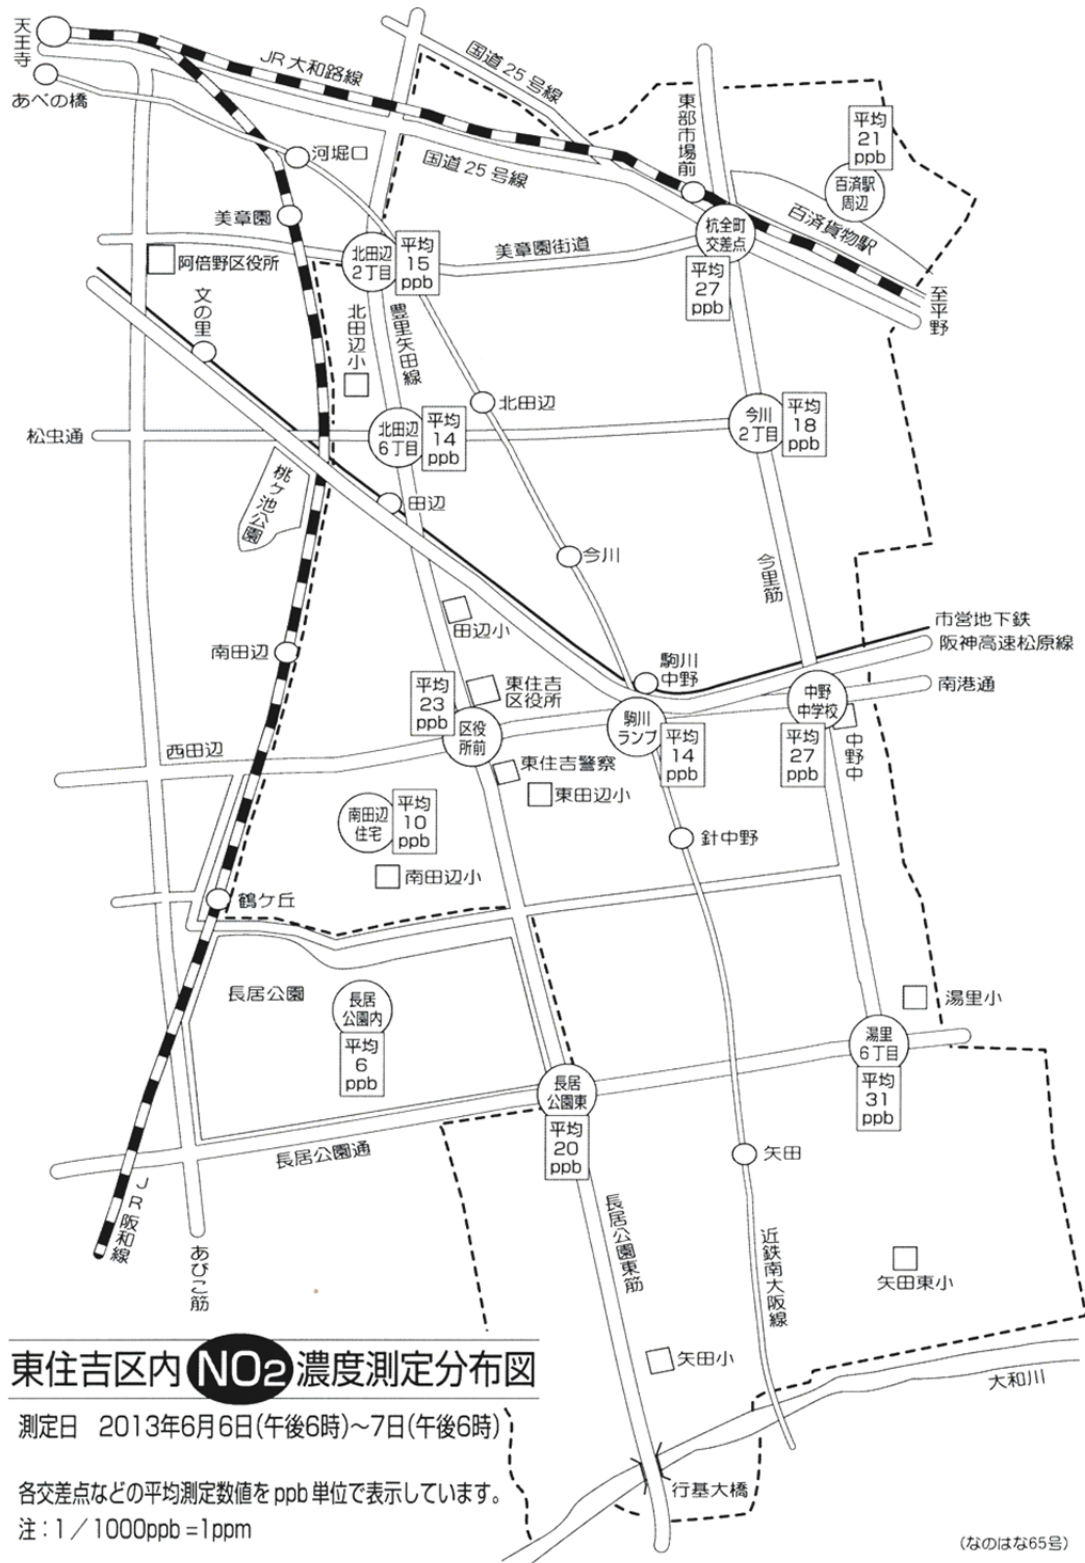 天王寺
あべの橋
JR大和路線
国道25号線
東部市場前
平均
21
ppb
百済駅
周辺
河堀口
国道25号線
美章園
百済貨物駅
杭全町
交差点
平均
27
ppb
至平野
阿倍野区役所
北田辺
2丁目
平均
15
ppb
美章園街道
文の里
北田辺小
豊里矢田線
北田辺
松虫通
北田辺
6丁目
平均
14
ppb
今川
2丁目
平均
18
ppb
桃ケ池公園
田辺
今川
今里筋
田辺小
市営地下鉄
阪神高速松原線
南港通
南田辺
駒川
中野
平均
23
ppb
区役
所前
東住吉
区役所
駒川
ランプ
平均
14
ppb
中野
中学校
平均
27
ppb
中野中
西田辺
東住吉警察
東田辺小
南田辺
住宅
平均
10
ppb
針中野
南田辺小
鶴ケ丘
長居公園
長居
公園内
平均
6
ppb
湯里小
湯里
6丁目
平均
31
ppb
長居
公園東
平均
20
ppb
長居公園通
矢田
JR阪和線
あびこ筋
長居公園東筋
近鉄南大阪線
矢田東小
矢田小
大和川
行基大橋
東住吉区内NO2濃度測定分布図
測定日 2013年6月6日(午後6時)～7日(午後6時)
各交差点などの平均測定数値をppb単位で表示しています。
注：1／1000ppb=1ppm
(なのはな65号)